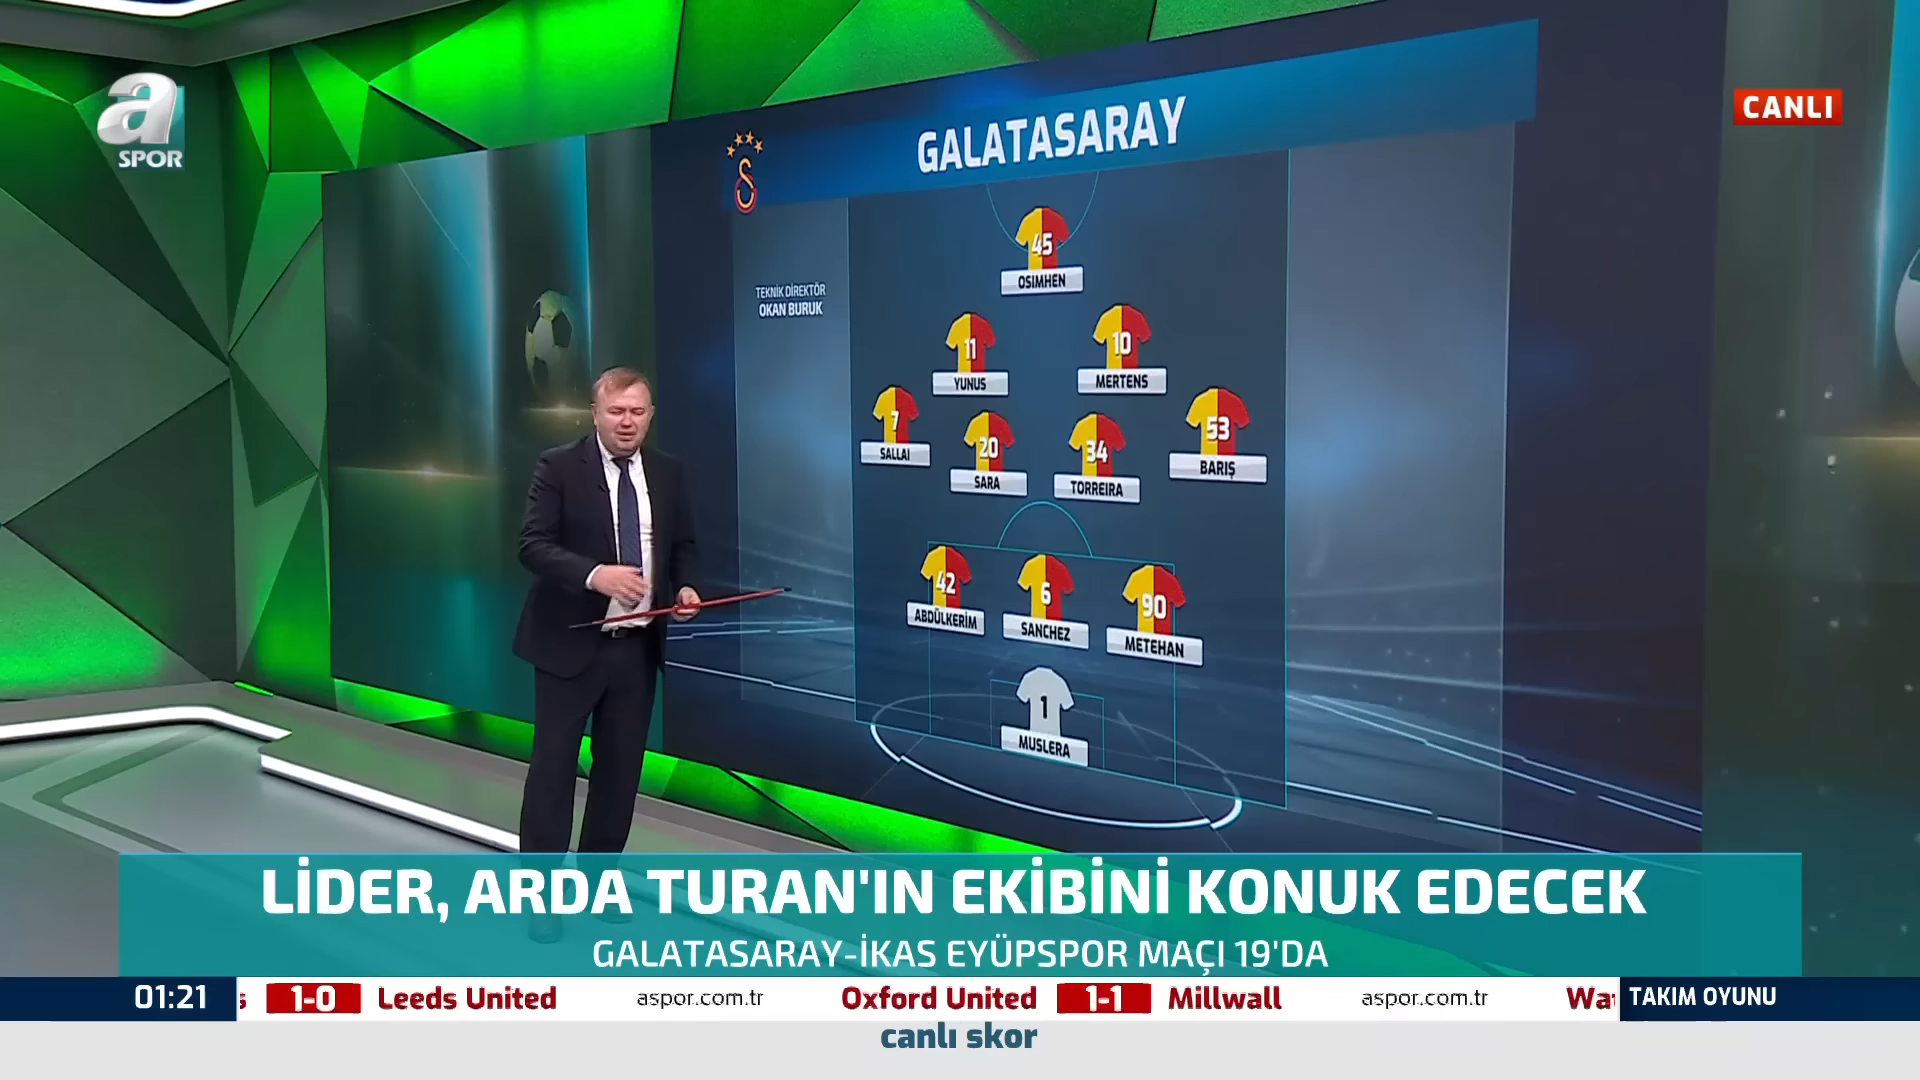 a
SPOR
CANLI
GALATASARAY
TEKNİK DİREKTÖR
OKAN BURUK
45
OSIMHEN
11
YUNUS
10
MERTENS
7
SALLAI
20
SARA
34
TORREIRA
53
BARIŞ
42
ABDÜLKERİM
6
SANCHEZ
90
METEHAN
1
MUSLERA
LİDER, ARDA TURAN'IN EKİBİNİ KONUK EDECEK
GALATASARAY-İKAS EYÜPSPOR MAÇI 19'DA
01:21 1-0 Leeds United aspor.com.tr Oxford United 1-1 Millwall aspor.com.tr TAKIM OYUNU
canlı skor